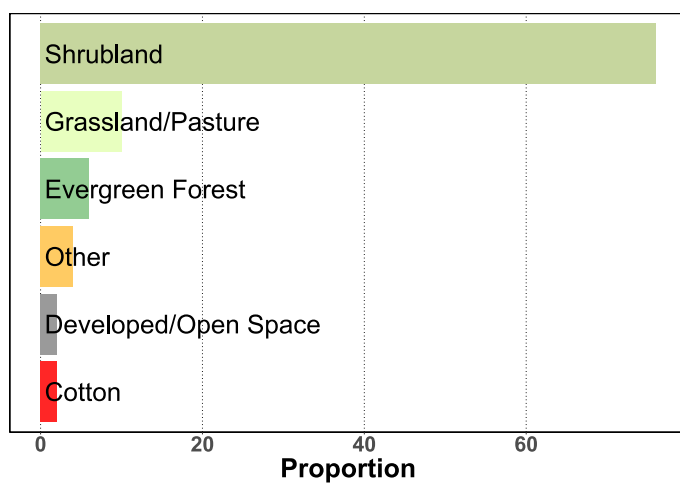 Shrubland
Grassland/Pasture
Evergreen Forest
Other
Developed/Open Space
Cotton
0 20 40 60
Proportion